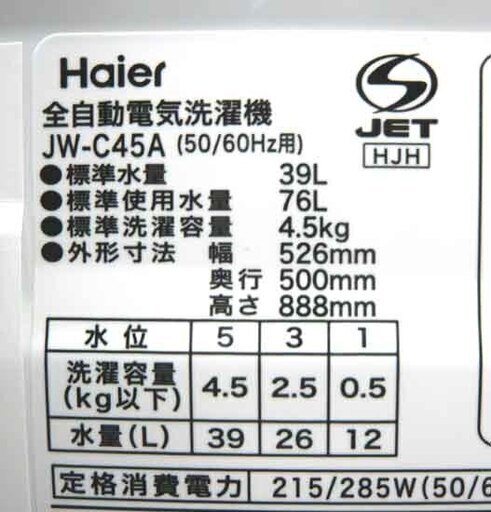 Haier
全自動電気洗濯機
JW-C45A (50/60Hz用)
S
JET
HJH
●標準水量 39L
●標準使用水量 76L
●標準洗濯容量 4.5kg
●外形寸法 幅 526mm
奥行 500mm
高さ 888mm
水位 5 3 1
洗濯容量
(kg以下) 4.5 2.5 0.5
水量(L) 39 26 12
定格消費電力 215/285W(50/6